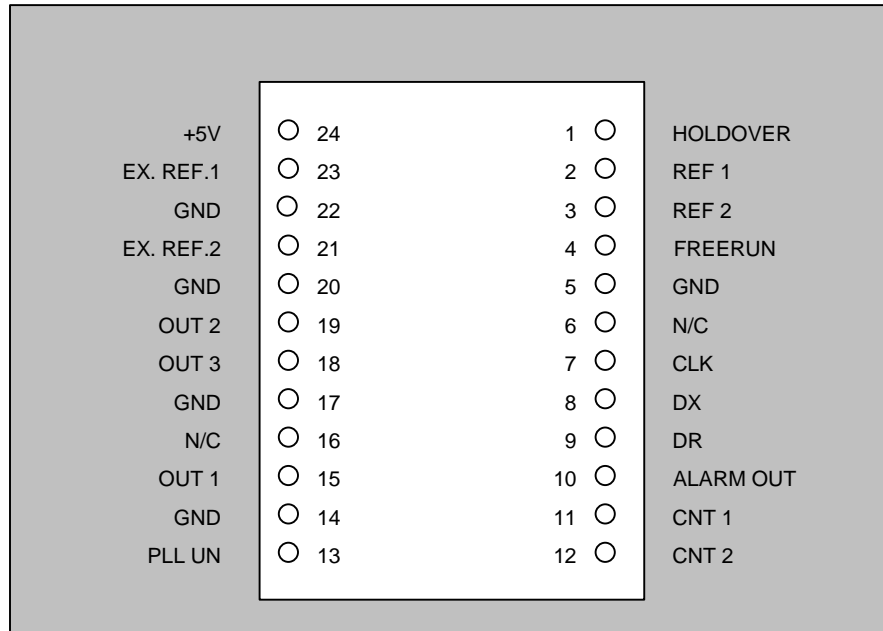 +5V 24 1 HOLDOVER
EX. REF.1 23 2 REF 1
GND 22 3 REF 2
EX. REF.2 21 4 FREERUN
GND 20 5 GND
OUT 2 19 6 N/C
OUT 3 18 7 CLK
GND 17 8 DX
N/C 16 9 DR
OUT 1 15 10 ALARM OUT
GND 14 11 CNT 1
PLL UN 13 12 CNT 2